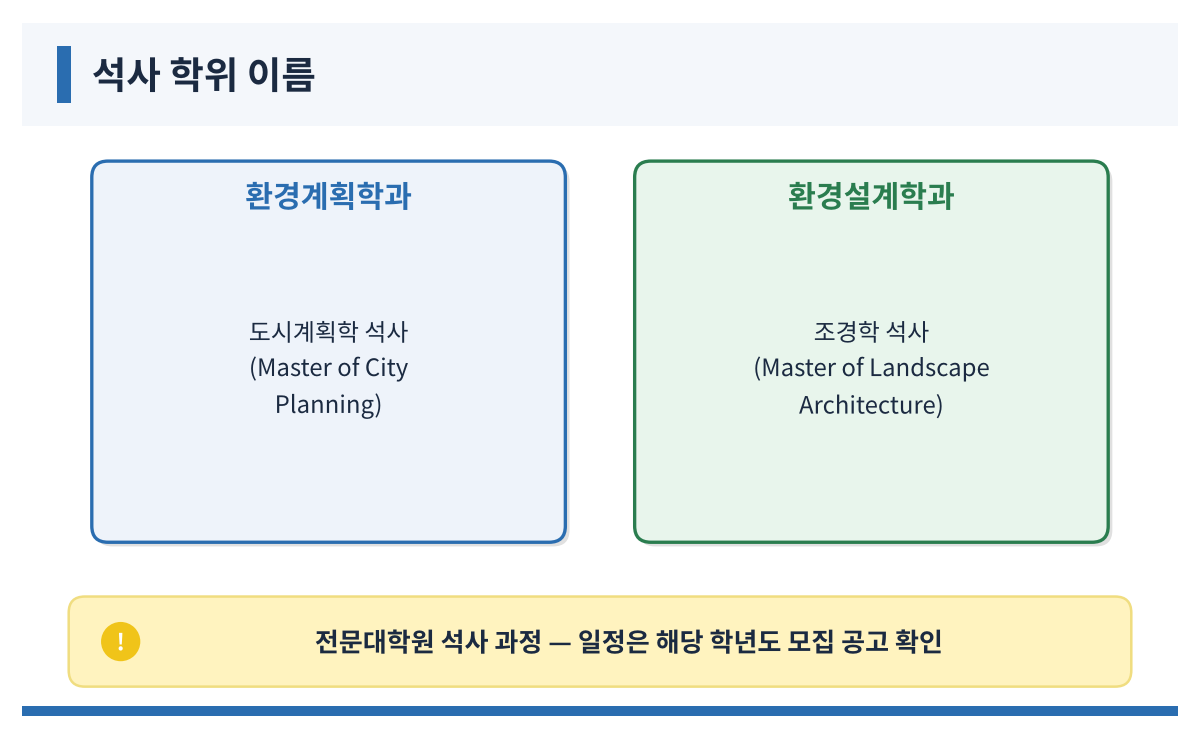 석사 학위 이름
환경계획학과
도시계획학 석사
(Master of City
Planning)
환경설계학과
조경학 석사
(Master of Landscape
Architecture)
!
전문대학원 석사 과정 — 일정은 해당 학년도 모집 공고 확인